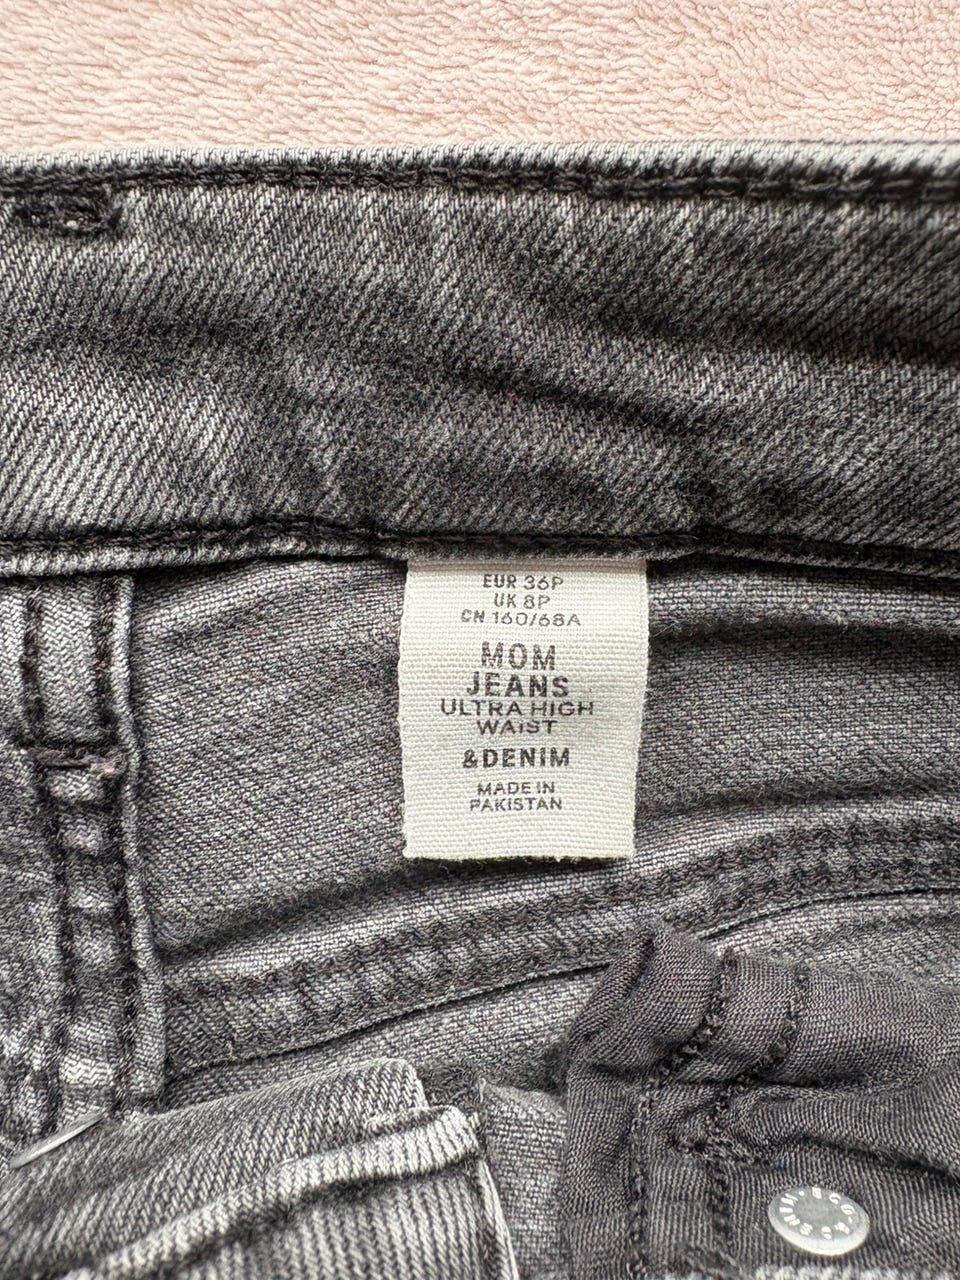 EUR 36P
UK 8P
CN 160/68A
MOM
JEANS
ULTRA HIGH
WAIST
&DENIM
MADE IN
PAKISTAN